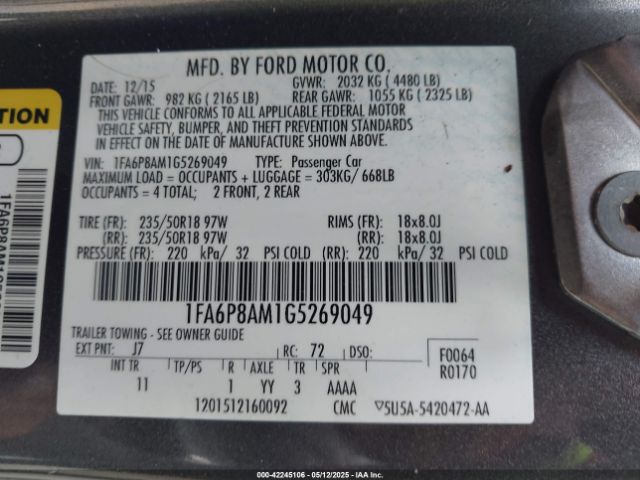 MFD. BY FORD MOTOR CO.
DATE: 12/15 GVWR: 2032 KG ( 4480 LB)
FRONT GAWR: 982 KG ( 2165 LB) REAR GAWR: 1055 KG ( 2325 LB)
THIS VEHICLE CONFORMS TO ALL APPLICABLE FEDERAL MOTOR
VEHICLE SAFETY, BUMPER, AND THEFT PREVENTION STANDARDS
IN EFFECT ON THE DATE OF MANUFACTURE SHOWN ABOVE.
VIN: 1FA6P8AM1G5269049 TYPE: Passenger Car
MAXIMUM LOAD = OCCUPANTS + LUGGAGE = 303KG/ 668LB
OCCUPANTS = 4 TOTAL; 2 FRONT, 2 REAR
TIRE (FR): 235/50R18 97W RIMS (FR): 18x8.0J
(RR): 235/50R18 97W (RR): 18x8.0J
PRESSURE (FR): 220 kPa/ 32 PSI COLD (RR): 220 kPa/ 32 PSI COLD
1FA6P8AM1G5269049
TRAILER TOWING - SEE OWNER GUIDE
EXT PNT: J7 RC: 72 DSO: F0064
INT TR TP/PS R AXLE TR SPR R0170
11 1 YY 3 AAAA
1201512160092 CMC ▽5U5A-5420472-AA
TION
000-42245106 - 05/12/2025 - IAA Inc.